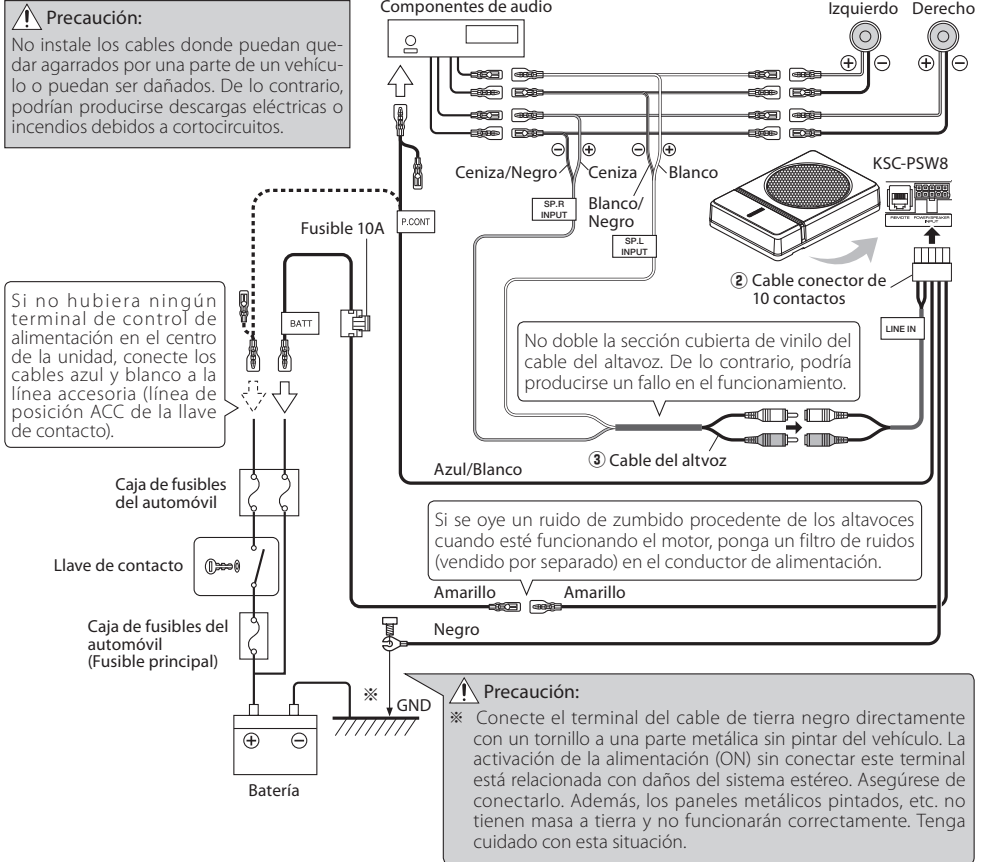 Precaución:
No instale los cables donde puedan que-
dar agarrados por una parte de un vehícu-
lo o puedan ser dañados. De lo contrario,
podrían producirse descargas eléctricas o
incendios debidos a cortocircuitos.
Componentes de audio
Izquierdo
Derecho
⊕ ⊖
⊕ ⊖
⊖ ⊕
⊖ ⊕
Ceniza/Negro
Ceniza
Blanco/
Negro
Blanco
SP.R
INPUT
SP.L
INPUT
KSC-PSW8
REMOTE
POWER/SPEAKER
INPUT
② Cable conector de
10 contactos
LINE IN
P.CONT
Fusible 10A
BATT
Si no hubiera ningún
terminal de control de
alimentación en el centro
de la unidad, conecte los
cables azul y blanco a la
línea accesoria (línea de
posición ACC de la llave
de contacto).
No doble la sección cubierta de vinilo del
cable del altavoz. De lo contrario, podría
producirse un fallo en el funcionamiento.
③ Cable del altvoz
Azul/Blanco
Caja de fusibles
del automóvil
Si se oye un ruido de zumbido procedente de los altavoces
cuando esté funcionando el motor, ponga un filtro de ruidos
(vendido por separado) en el conductor de alimentación.
Llave de contacto
Amarillo
Amarillo
Caja de fusibles del
automóvil
(Fusible principal)
Negro
※
GND
⊕ ⊖
Batería
Precaución:
※ Conecte el terminal del cable de tierra negro directamente
con un tornillo a una parte metálica sin pintar del vehículo. La
activación de la alimentación (ON) sin conectar este terminal
está relacionada con daños del sistema estéreo. Asegúrese de
conectarlo. Además, los paneles metálicos pintados, etc. no
tienen masa a tierra y no funcionarán correctamente. Tenga
cuidado con esta situación.